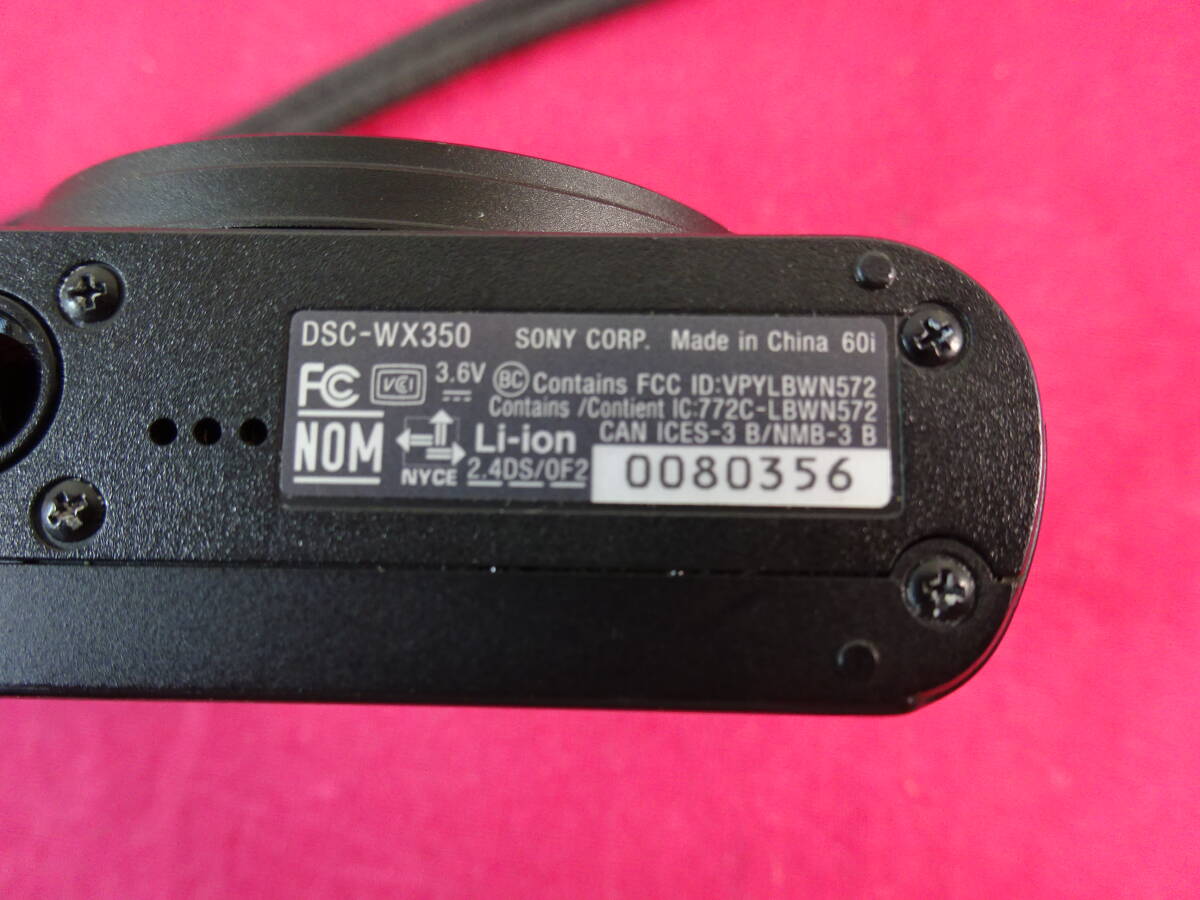 DSC-WX350 SONY CORP. Made in China 60i
FC VCI 3.6V BC Contains FCC ID:VPYLBWN572
Contains /Contient IC:772C-LBWN572
NOM NYCE Li-ion CAN ICES-3 B/NMB-3 B
2.4DS/OF2 0080356